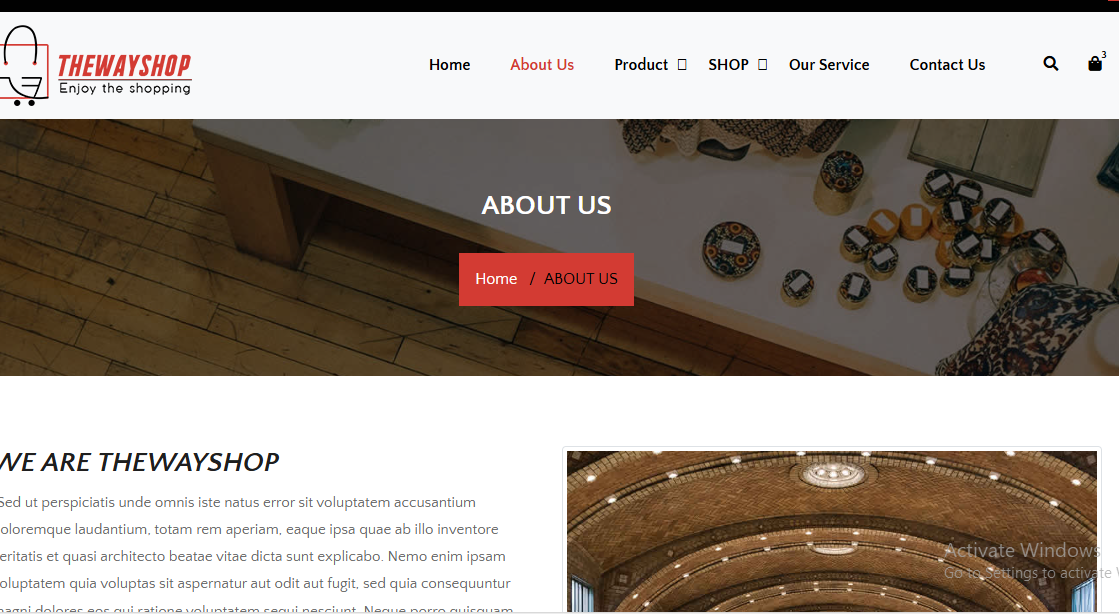 THEWAYSHOP
Enjoy the shopping
Home About Us Product SHOP Our Service Contact Us
3
ABOUT US
Home / ABOUT US
WE ARE THEWAYSHOP
Sed ut perspiciatis unde omnis iste natus error sit voluptatem accusantium
oloremque laudantium, totam rem aperiam, eaque ipsa quae ab illo inventore
eritatis et quasi architecto beatae vitae dicta sunt explicabo. Nemo enim ipsam
oluptatem quia voluptas sit aspernatur aut odit aut fugit, sed quia consequuntur
magni dolores eos qui ratione voluptatem sequi nesciunt. Neque porro quisquam
Activate Windows
Go to Settings to activate W